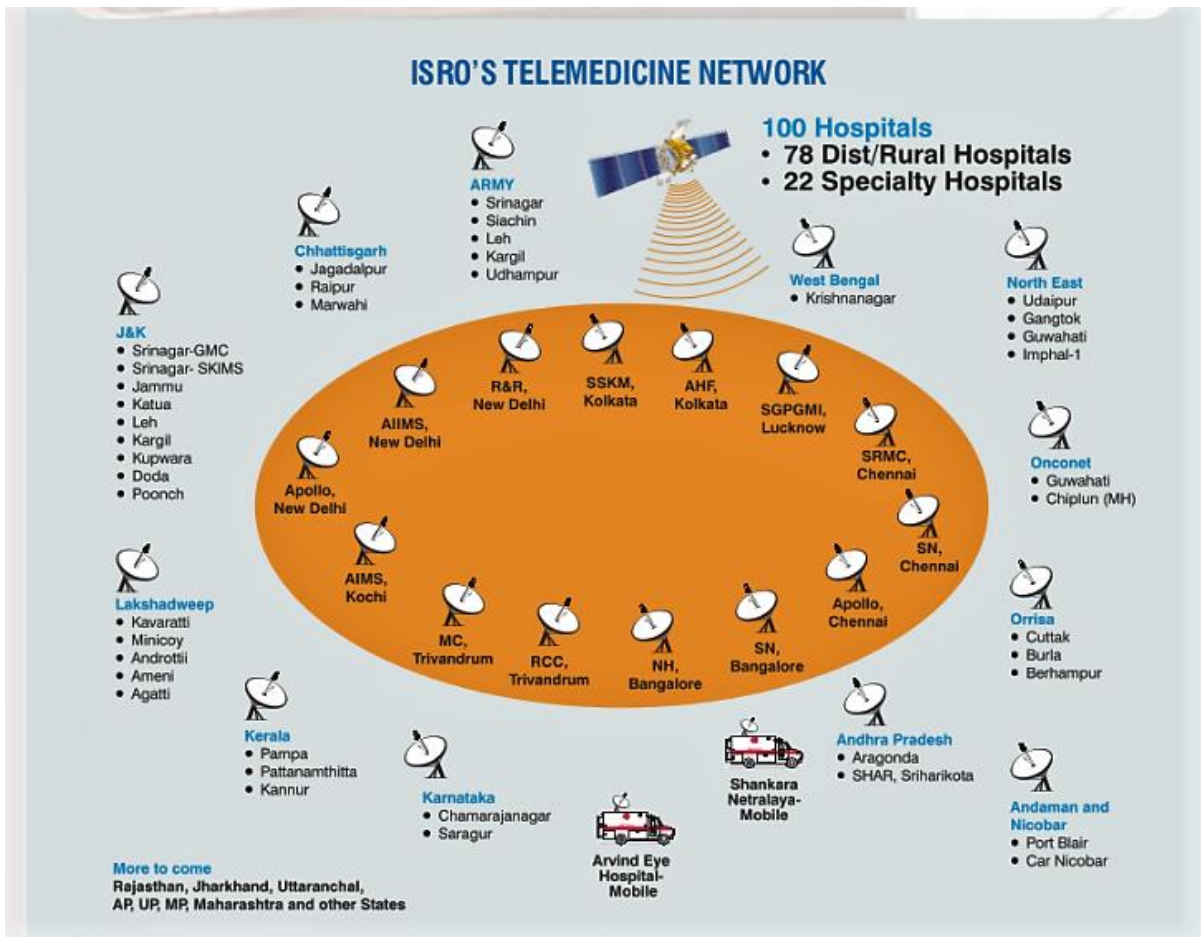 ISRO'S TELEMEDICINE NETWORK
100 Hospitals
• 78 Dist/Rural Hospitals
• 22 Specialty Hospitals
ARMY
• Srinagar
• Siachin
• Leh
• Kargil
• Udhampur
Chhattisgarh
• Jagadalpur
• Raipur
• Marwahi
West Bengal
• Krishnanagar
North East
• Udaipur
• Gangtok
• Guwahati
• Imphal-1
J&K
• Srinagar-GMC
• Srinagar- SKIMS
• Jammu
• Katua
• Leh
• Kargil
• Kupwara
• Doda
• Poonch
Apollo,
New Delhi
AIIMS,
New Delhi
R&R,
New Delhi
SSKM,
Kolkata
AHF,
Kolkata
SGPGMI,
Lucknow
SRMC,
Chennai
SN,
Chennai
Apollo,
Chennai
SN,
Bangalore
NH,
Bangalore
RCC,
Trivandrum
MC,
Trivandrum
AIMS,
Kochi
Onconet
• Guwahati
• Chiplun (MH)
Lakshadweep
• Kavaratti
• Minicoy
• Androttii
• Ameni
• Agatti
Orrisa
• Cuttak
• Burla
• Berhampur
Kerala
• Pampa
• Pattanamthitta
• Kannur
Karnataka
• Chamarajanagar
• Saragur
Arvind Eye
Hospital-
Mobile
Shankara
Netralaya-
Mobile
Andhra Pradesh
• Aragonda
• SHAR, Sriharikota
Andaman and
Nicobar
• Port Blair
• Car Nicobar
More to come
Rajasthan, Jharkhand, Uttaranchal,
AP, UP, MP, Maharashtra and other States